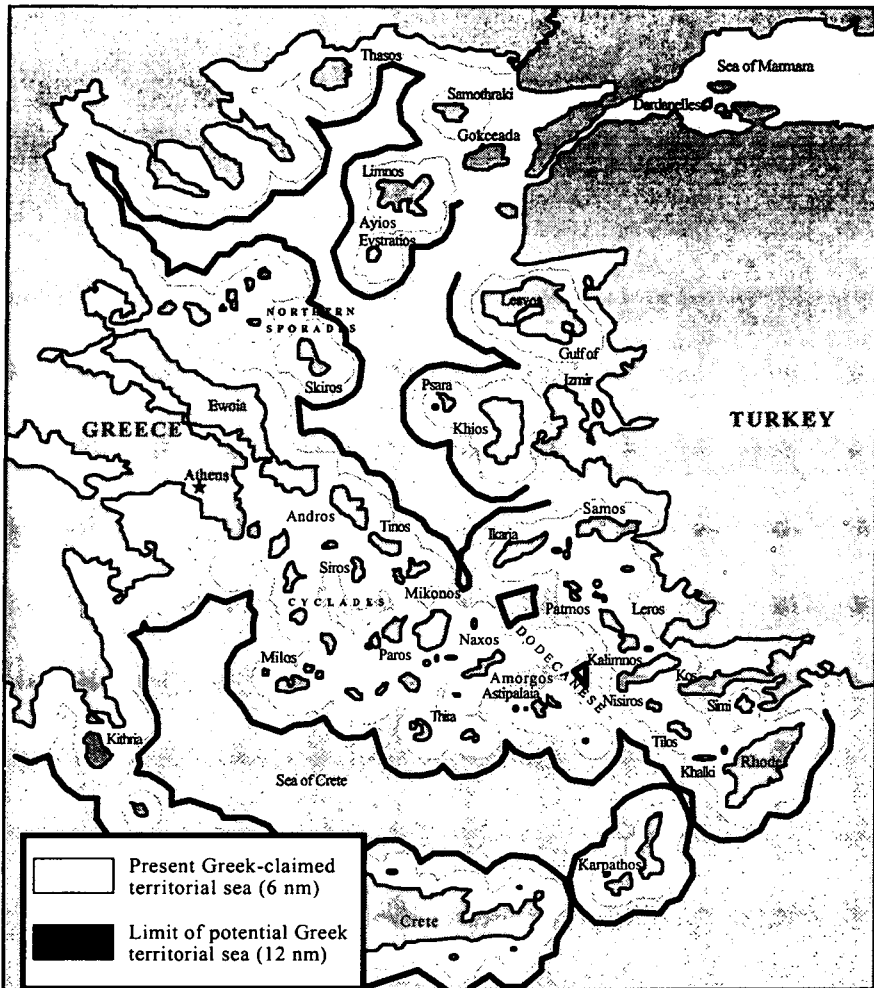 Thasos
Sea of Marmara
Samothraki
Dardanelles
Gokceada
Limnos
Ayios
Evstratios
Lesvos
NORTHERN
SPORADES
Gulf of
Izmir
Skiros
Psara
Ewoia
Khios
GREECE
TURKEY
Athens
Andros
Samos
Tinos
Ikaria
Siros
Mikonos
CYCLADES
Patmos
Leros
Naxos
DODECANESE
Paros
Milos
Kalimnos
Amorgos
Kos
Astipalaia
Nisiros
Simi
Thira
Tilos
Kithria
Rhode
Khalki
Sea of Crete
Karpathos
Crete
Present Greek-claimed
territorial sea (6 nm)
Limit of potential Greek
territorial sea (12 nm)